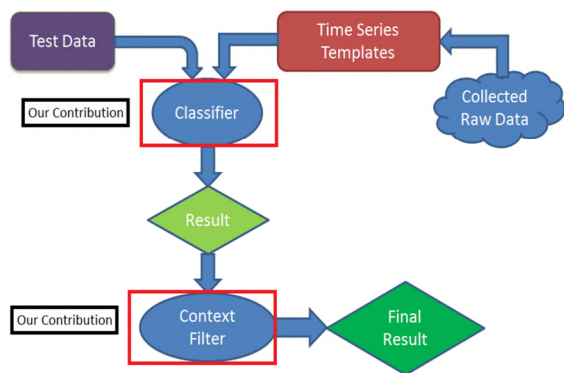 Test Data
Time Series
Templates
Collected
Raw Data
Our Contribution
Classifier
Result
Our Contribution
Context
Filter
Final
Result